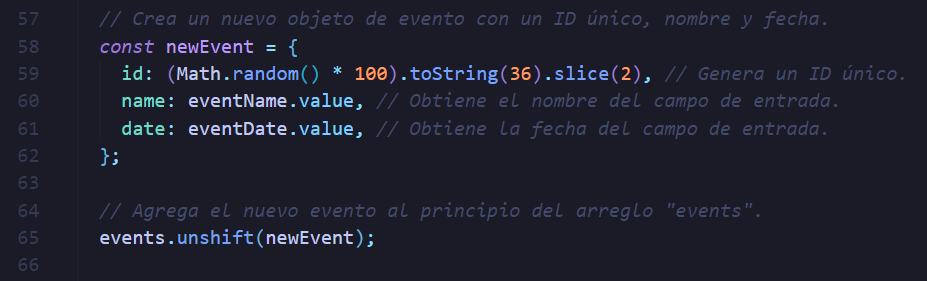 57 // Crea un nuevo objeto de evento con un ID único, nombre y fecha.
58 const newEvent = {
59 id: (Math.random() * 100).toString(36).slice(2), // Genera un ID único.
60 name: eventName.value, // Obtiene el nombre del campo de entrada.
61 date: eventDate.value, // Obtiene la fecha del campo de entrada.
62 };
63
64 // Agrega el nuevo evento al principio del arreglo "events".
65 events.unshift(newEvent);
66